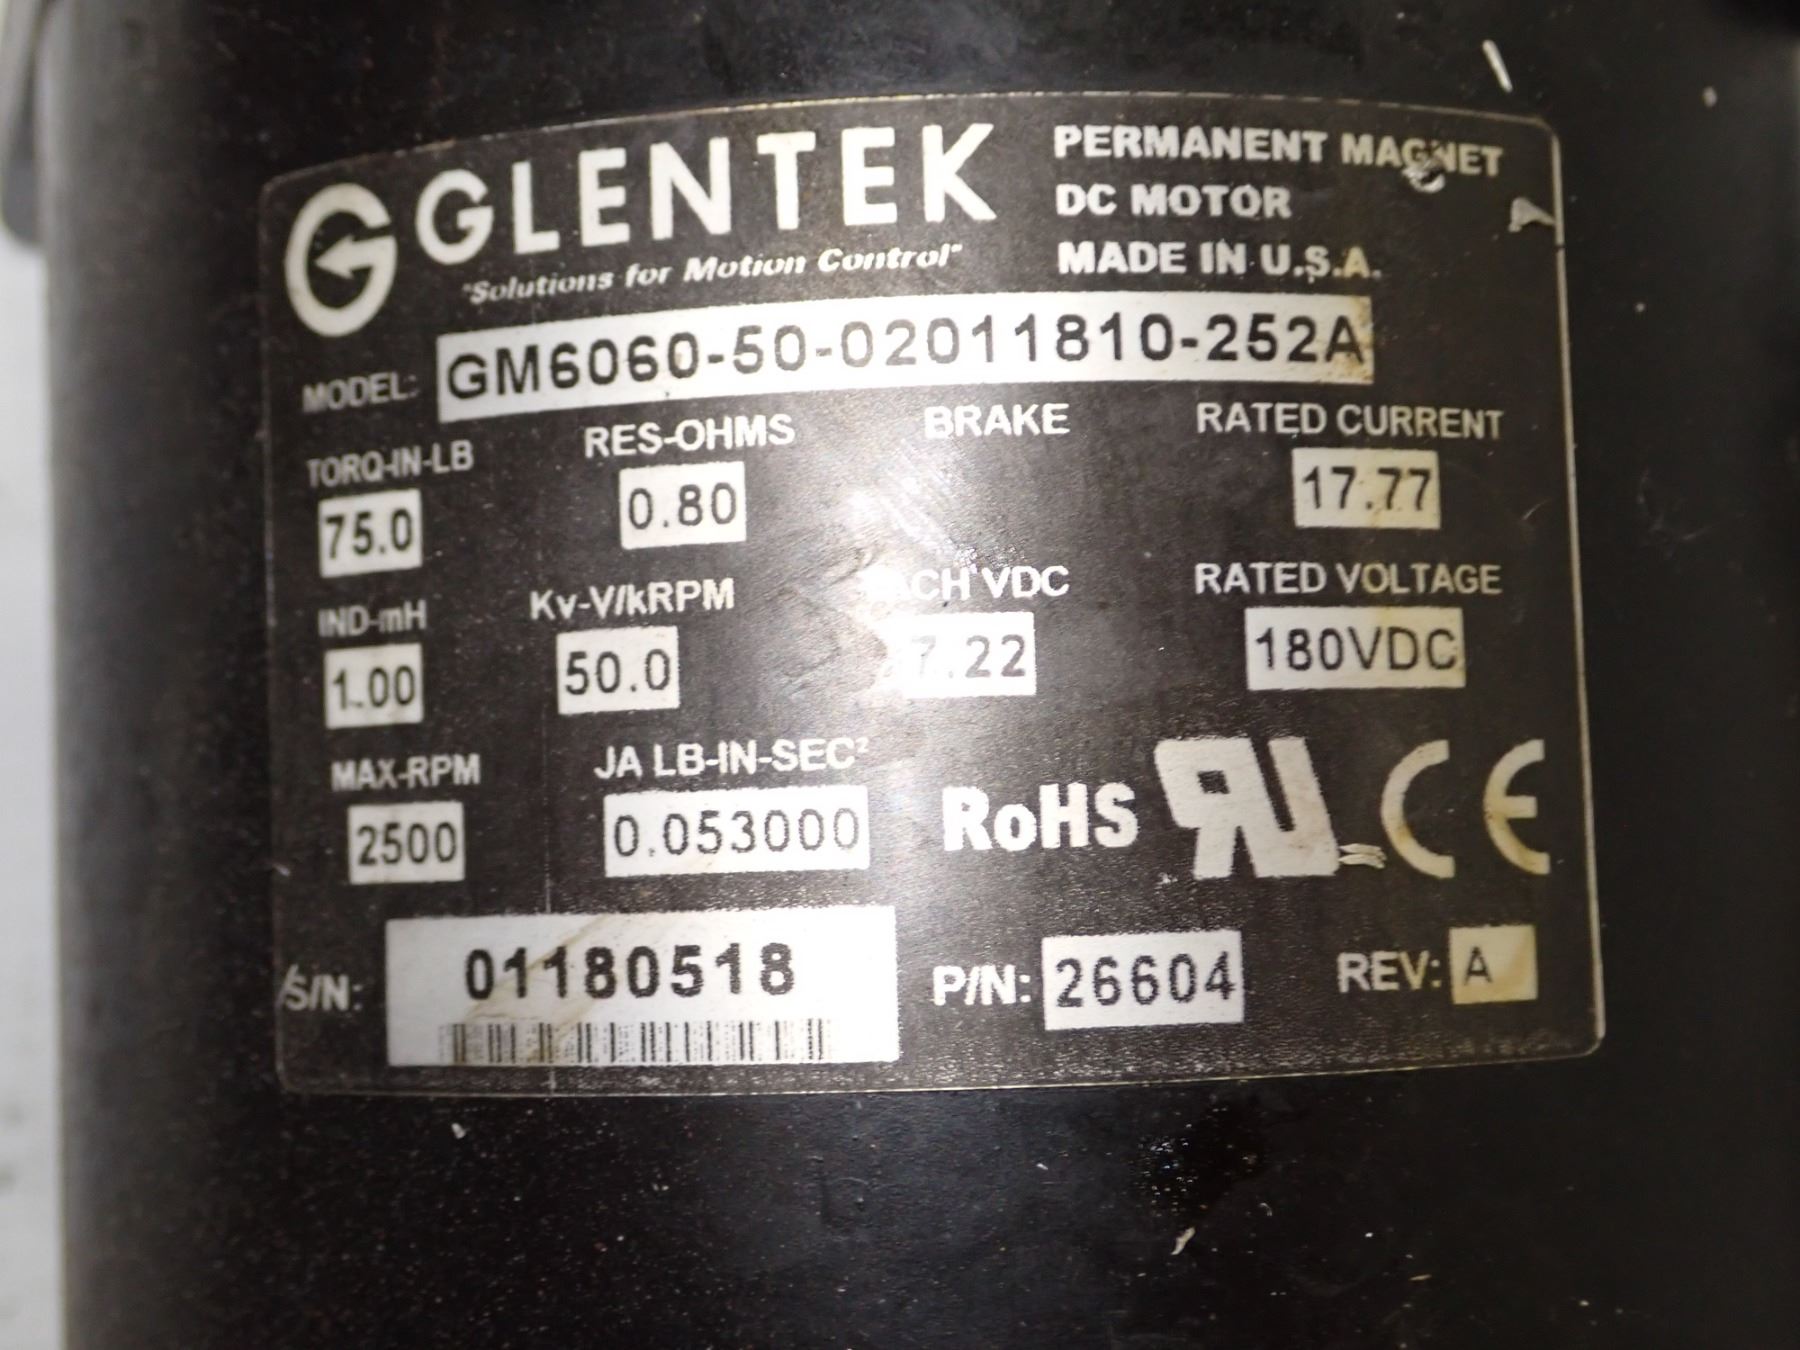 GLENTEK
"Solutions for Motion Control"
PERMANENT MAGNET
DC MOTOR
MADE IN U.S.A.
MODEL: GM6060-50-02011810-252A
TORQ-IN-LB RES-OHMS BRAKE RATED CURRENT
75.0 0.80 17.77
IND-mH Kv-V/kRPM VDC RATED VOLTAGE
1.00 50.0 180VDC
MAX-RPM JA LB-IN-SEC²
2500 0.053000 RoHS CE
S/N: 01180518 P/N: 26604 REV: A